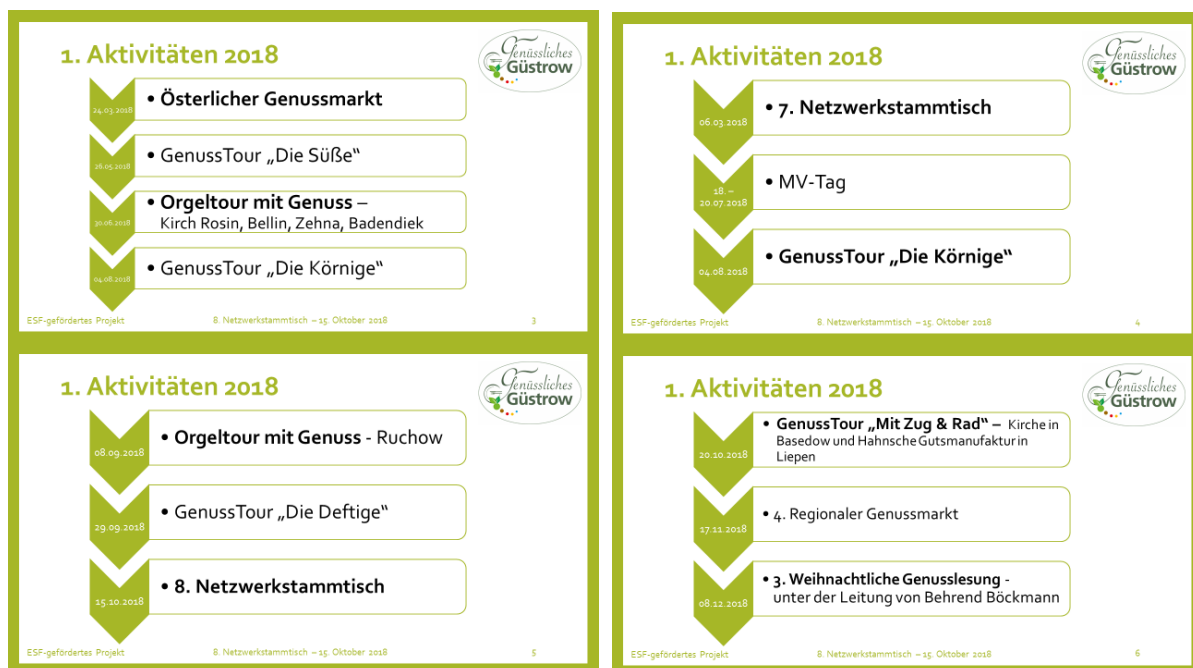 1. Aktivitäten 2018
Genüssliches
Güstrow
24.03.2018
• Österlicher Genussmarkt
26.05.2018
• GenussTour „Die Süße“
30.06.2018
• Orgeltour mit Genuss –
Kirch Rosin, Bellin, Zehna, Badendiek
04.08.2018
• GenussTour „Die Körnige“
ESF-gefördertes Projekt
8. Netzwerkstammtisch – 15. Oktober 2018
3
1. Aktivitäten 2018
Genüssliches
Güstrow
06.03.2018
• 7. Netzwerkstammtisch
18. –
20.07.2018
• MV-Tag
04.08.2018
• GenussTour „Die Körnige“
ESF-gefördertes Projekt
8. Netzwerkstammtisch – 15. Oktober 2018
4
1. Aktivitäten 2018
Genüssliches
Güstrow
08.09.2018
• Orgeltour mit Genuss - Ruchow
29.09.2018
• GenussTour „Die Deftige“
15.10.2018
• 8. Netzwerkstammtisch
ESF-gefördertes Projekt
8. Netzwerkstammtisch – 15. Oktober 2018
5
1. Aktivitäten 2018
Genüssliches
Güstrow
20.10.2018
• GenussTour „Mit Zug & Rad“ – Kirche in
Basedow und Hahnsche Gutsmanufaktur in
Liepen
17.11.2018
• 4. Regionaler Genussmarkt
08.12.2018
• 3. Weihnachtliche Genusslesung -
unter der Leitung von Behrend Böckmann
ESF-gefördertes Projekt
8. Netzwerkstammtisch – 15. Oktober 2018
6